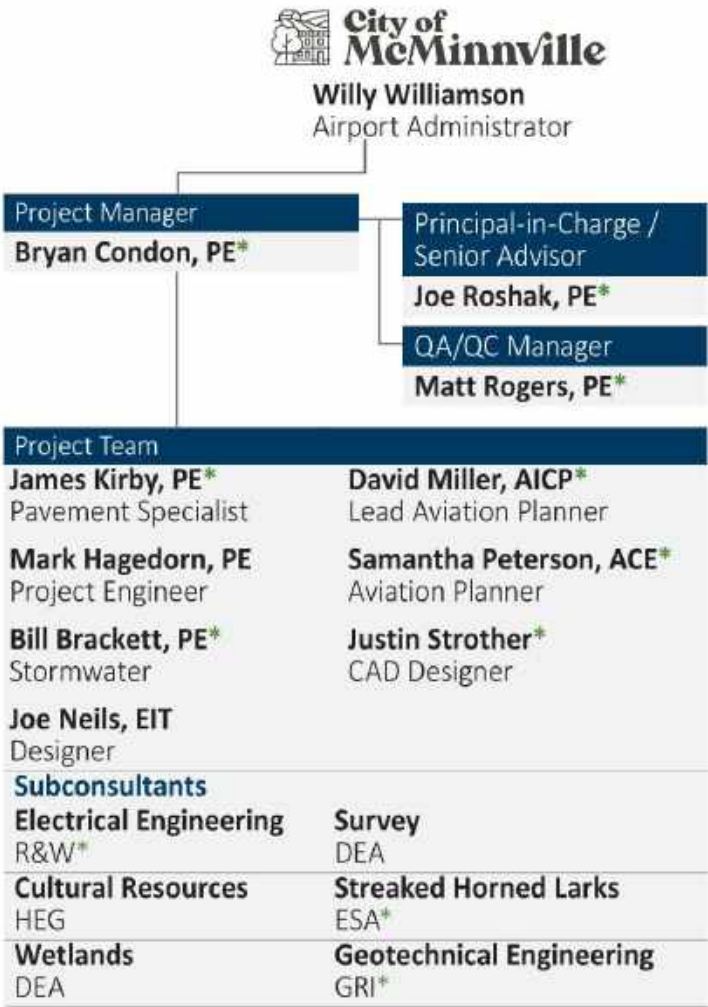 City of
McMinnville
Willy Williamson
Airport Administrator
Project Manager
Bryan Condon, PE*
Principal-in-Charge /
Senior Advisor
Joe Roshak, PE*
QA/QC Manager
Matt Rogers, PE*
Project Team
James Kirby, PE*
Pavement Specialist
Mark Hagedorn, PE
Project Engineer
Bill Brackett, PE*
Stormwater
Joe Neils, EIT
Designer
David Miller, AICP*
Lead Aviation Planner
Samantha Peterson, ACE*
Aviation Planner
Justin Strother*
CAD Designer
Subconsultants
Electrical Engineering
R&W*
Survey
DEA
Cultural Resources
HEG
Streaked Horned Larks
ESA*
Wetlands
DEA
Geotechnical Engineering
GRI*